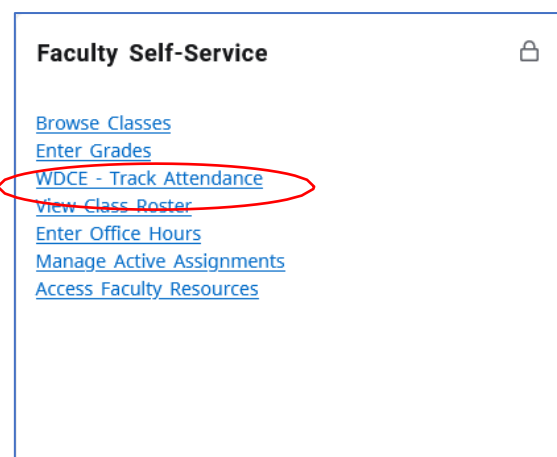 Faculty Self-Service
Browse Classes
Enter Grades
WDCE - Track Attendance
View Class Roster
Enter Office Hours
Manage Active Assignments
Access Faculty Resources